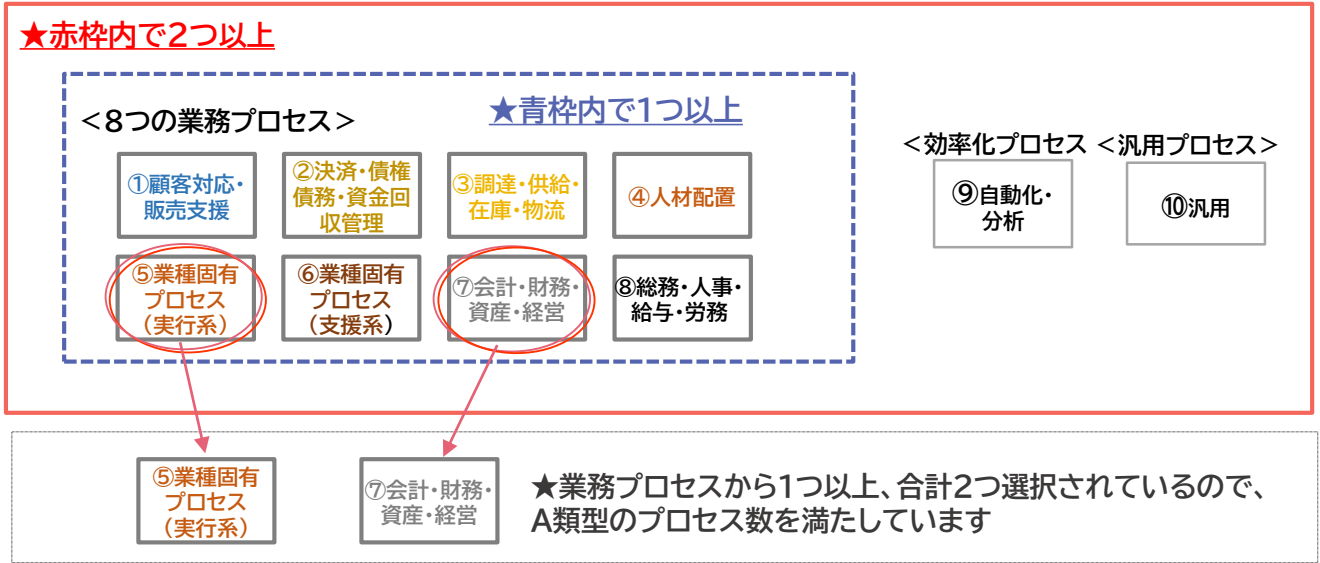 ★赤枠内で2つ以上
★青枠内で1つ以上
<8つの業務プロセス>
<効率化プロセス
<汎用プロセス>
①顧客対応・
販売支援
②決済・債権
債務・資金回
収管理
③調達・供給・
在庫・物流
④人材配置
⑨自動化・
分析
⑩汎用
⑤業種固有
プロセス
(実行系)
⑥業種固有
プロセス
(支援系)
⑦会計・財務・
資産・経営
⑧総務・人事・
給与・労務
⑤業種固有
プロセス
(実行系)
⑦会計・財務・
資産・経営
★業務プロセスから1つ以上、合計2つ選択されているので、
A類型のプロセス数を満たしています